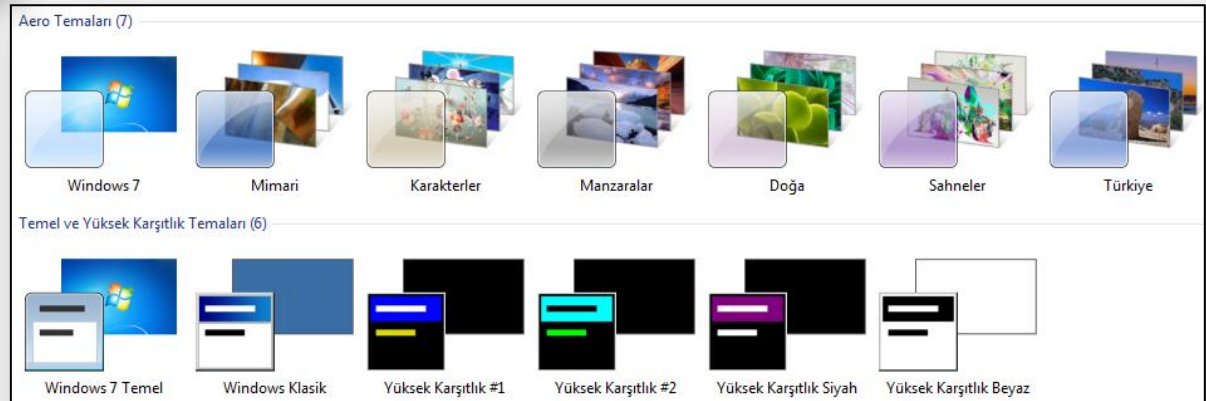 Aero Temaları (7)
Windows 7 Mimari Karakterler Manzaralar Doğa Sahneler Türkiye
Temel ve Yüksek Karşıtlık Temaları (6)
Windows 7 Temel Windows Klasik Yüksek Karşıtlık #1 Yüksek Karşıtlık #2 Yüksek Karşıtlık Siyah Yüksek Karşıtlık Beyaz